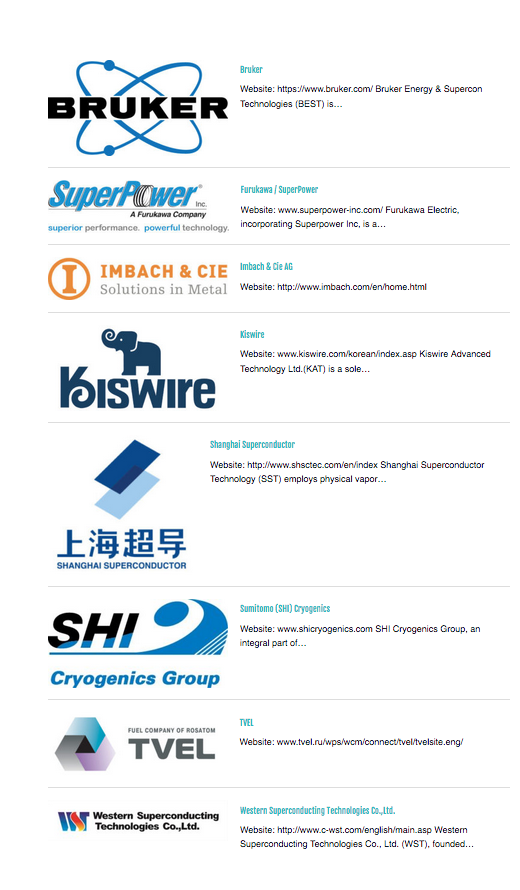 BRUKER
Bruker
Website: https://www.bruker.com/ Bruker Energy & Supercon
Technologies (BEST) is…
SuperPower® Inc.
A Furukawa Company
superior performance. powerful technology.
Furukawa / SuperPower
Website: www.superpower-inc.com/ Furukawa Electric,
incorporating Superpower Inc, is a…
IMBACH & CIE
Solutions in Metal
Imbach & Cie AG
Website: http://www.imbach.com/en/home.html
KISWIRE
Kiswire
Website: www.kiswire.com/korean/index.asp Kiswire Advanced
Technology Ltd.(KAT) is a sole…
上海超导
SHANGHAI SUPERCONDUCTOR
Shanghai Superconductor
Website: http://www.shsctec.com/en/index Shanghai Superconductor
Technology (SST) employs physical vapor…
SHI
Cryogenics Group
Sumitomo (SHI) Cryogenics
Website: www.shicryogenics.com SHI Cryogenics Group, an
integral part of…
FUEL COMPANY OF ROSATOM
TVEL
TVEL
Website: www.tvel.ru/wps/wcm/connect/tvel/tvelsite.eng/
Western Superconducting
Technologies Co.,Ltd.
Western Superconducting Technologies Co.,Ltd.
Website: http://www.c-wst.com/english/main.asp Western
Superconducting Technologies Co., Ltd. (WST), founded…